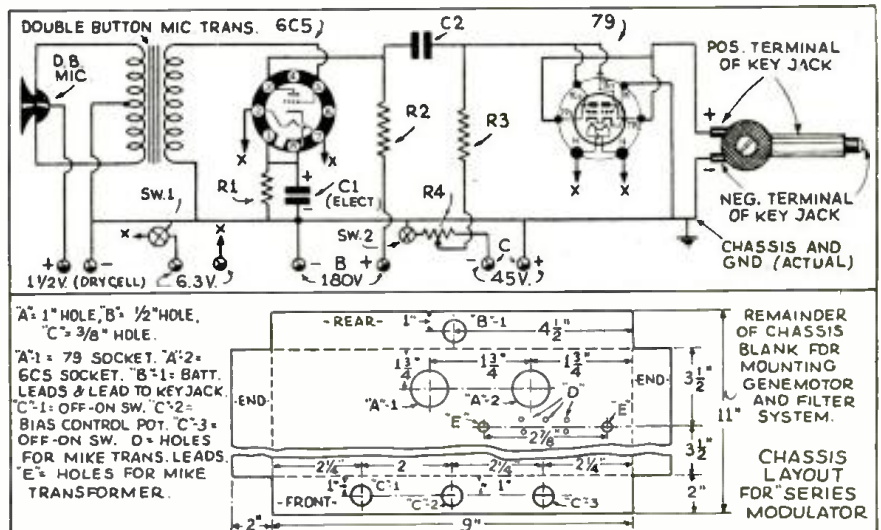 DOUBLE BUTTON MIC TRANS.
6C5
C2
79
D.B.
MIC
POS. TERMINAL
OF KEY JACK
R2
R3
+
-
X
X
X
X
R1
+
-
C1
(ELECT)
R4
SW.1
SW.2
NEG. TERMINAL
OF KEY JACK
CHASSIS AND
GND (ACTUAL)
X
X
+ -
1 1/2 V. (DRY CELL)
6.3V.
- B +
180V
- C +
45V.
"A"= 1" HOLE, "B"= 1/2" HOLE,
"C"= 3/8" HOLE.
"A"-1 = 79 SOCKET. "A"-2=
6C5 SOCKET. "B"-1= BATT.
LEADS & LEAD TO KEY JACK.
"C"-1= OFF-ON SW. "C"-2=
BIAS CONTROL POT. "C"-3=
OFF-ON SW. D= HOLES
FOR MIKE TRANS. LEADS.
"E"= HOLES FOR MIKE
TRANSFORMER.
-REAR-
1"
"B"-1
4 1/2"
1 3/4"
1 3/4"
1 3/4"
-END-
-END-
"A"-1
"A"-2
"D"
"E"
"E"
2 7/8"
3 1/2"
11"
3 1/2"
2"
2 1/4"
2
2 1/4"
2 1/4"
-FRONT-
"C"-1
1"
"C"-2
"C"-3
2"
9"
REMAINDER
OF CHASSIS
BLANK FOR
MOUNTING
GENEMOTOR
AND FILTER
SYSTEM.
CHASSIS
LAYOUT
FOR "SERIES
MODULATOR